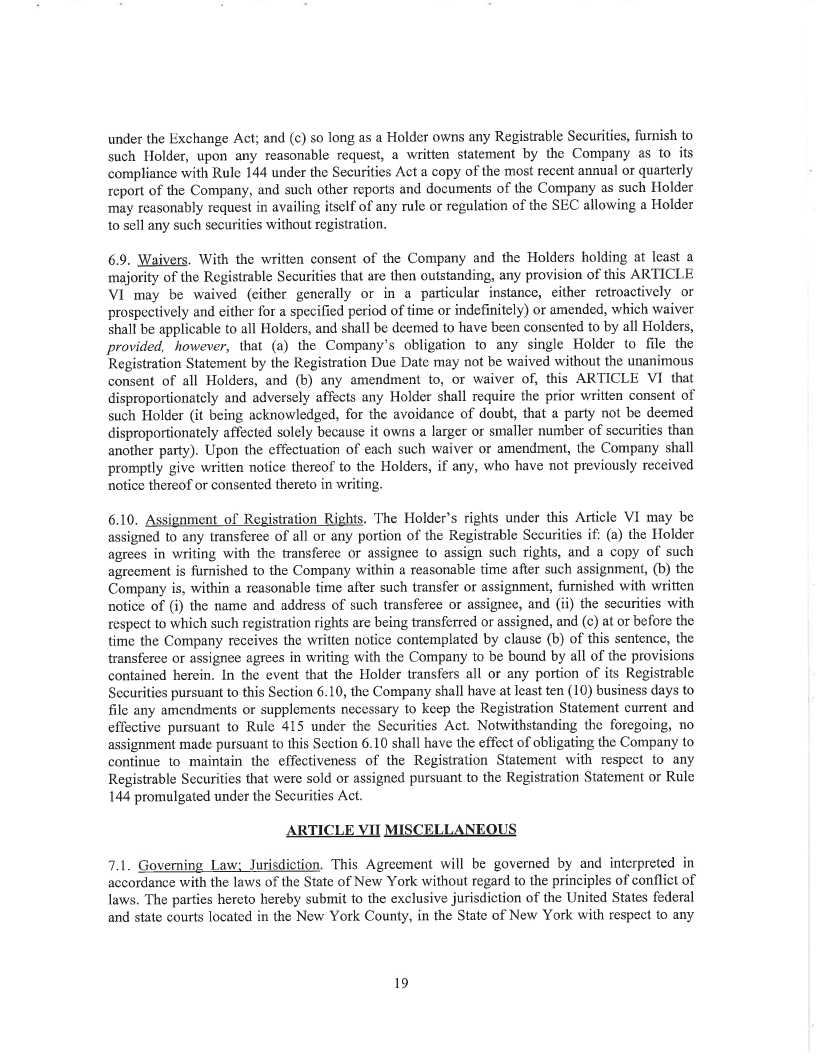 under the Exchange Act; and (c) so long as a Holder owns any Registrable Securities, furnish to
such Holder, upon any reasonable request, a written statement by the Company as to its
compliance with Rule 144 under the Securities Act a copy of the most recent annual or quarterly
report of the Company, and such other reports and documents of the Company as such Holder
may reasonably request in availing itself of any rule or regulation of the SEC allowing a Holder
to sell any such securities without registration.
6.9. Waivers. With the written consent of the Company and the Holders holding at least a
majority of the Registrable Securities that are then outstanding, any provision of this ARTICLE
VI may be waived (either generally or in a particular instance, either retroactively or
prospectively and either for a specified period of time or indefinitely) or amended, which waiver
shall be applicable to all Holders, and shall be deemed to have been consented to by all Holders,
provided, however, that (a) the Company's obligation to any single Holder to file the
Registration Statement by the Registration Due Date may not be waived without the unanimous
consent of all Holders, and (b) any amendment to, or waiver of, this ARTICLE VI that
disproportionately and adversely affects any Holder shall require the prior written consent of
such Holder (it being acknowledged, for the avoidance of doubt, that a party not be deemed
disproportionately affected solely because it owns a larger or smaller number of securities than
another party). Upon the effectuation of each such waiver or amendment, the Company shall
promptly give written notice thereof to the Holders, if any, who have not previously received
notice thereof or consented thereto in writing.
6.10. Assignment of Registration Rights. The Holder's rights under this Article VI may be
assigned to any transferee of all or any portion of the Registrable Securities if: (a) the Holder
agrees in writing with the transferee or assignee to assign such rights, and a copy of such
agreement is furnished to the Company within a reasonable time after such assignment, (b) the
Company is, within a reasonable time after such transfer or assignment, furnished with written
notice of (i) the name and address of such transferee or assignee, and (ii) the securities with
respect to which such registration rights are being transferred or assigned, and (c) at or before the
time the Company receives the written notice contemplated by clause (b) of this sentence, the
transferee or assignee agrees in writing with the Company to be bound by all of the provisions
contained herein. In the event that the Holder transfers all or any portion of its Registrable
Securities pursuant to this Section 6.10, the Company shall have at least ten (10) business days to
file any amendments or supplements necessary to keep the Registration Statement current and
effective pursuant to Rule 415 under the Securities Act. Notwithstanding the foregoing, no
assignment made pursuant to this Section 6.10 shall have the effect of obligating the Company to
continue to maintain the effectiveness of the Registration Statement with respect to any
Registrable Securities that were sold or assigned pursuant to the Registration Statement or Rule
144 promulgated under the Securities Act.
ARTICLE VII MISCELLANEOUS
7.1. Governing Law; Jurisdiction. This Agreement will be governed by and interpreted in
accordance with the laws of the State of New York without regard to the principles of conflict of
laws. The parties hereto hereby submit to the exclusive jurisdiction of the United States federal
and state courts located in the New York County, in the State of New York with respect to any
19